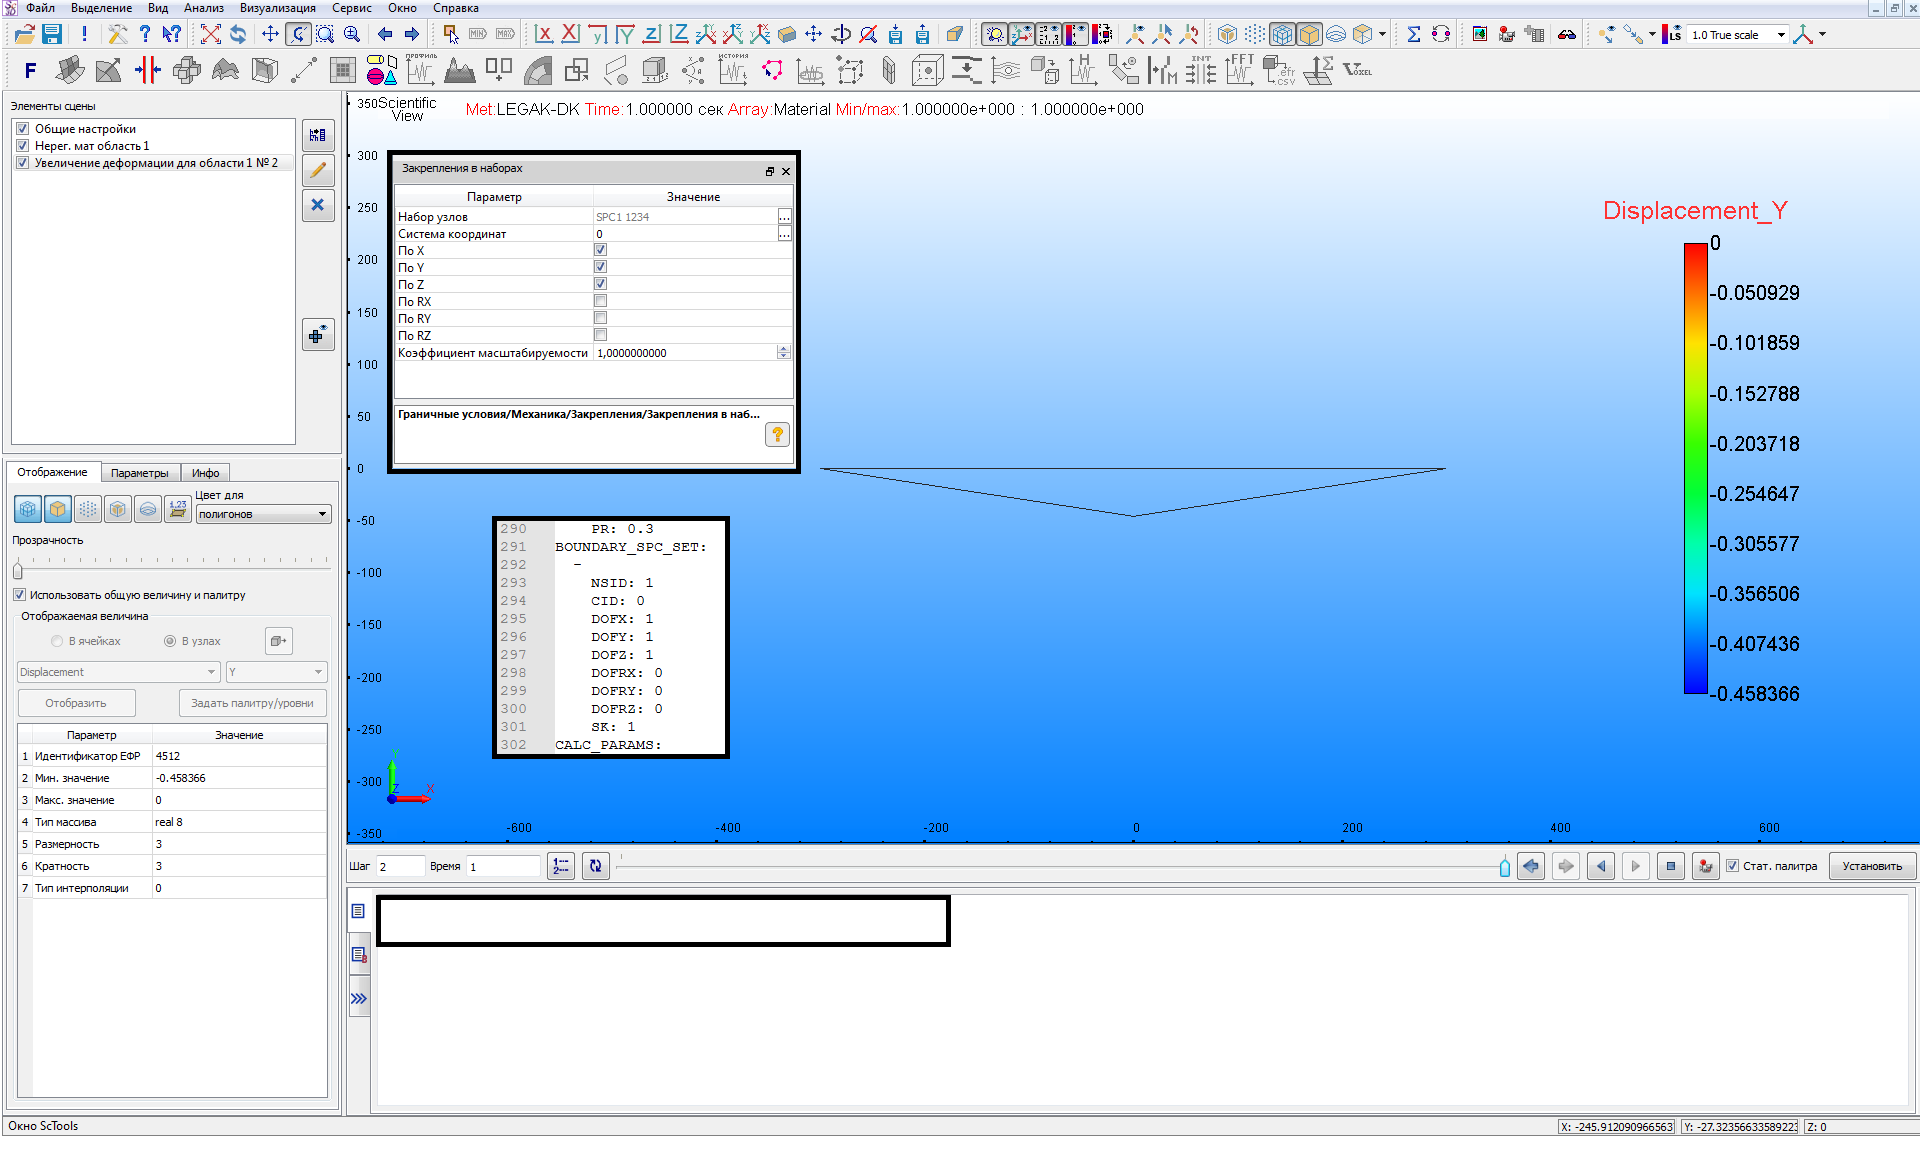 Файл Выделение Вид Анализ Визуализация Сервис Окно Справка
1.0 True scale
Элементы сцены
Общие настройки
Нерег. мат область 1
Увеличение деформации для области 1 № 2
Scientific View
Met:LEGAK-DK Time:1.000000 сек Array:Material Min/max:1.000000e+000 : 1.000000e+000
350
300
250
200
150
100
50
0
-50
-100
-150
-200
-250
-300
-350
Закрепления в наборах
Параметр Значение
Набор узлов SPC1 1234 ...
Система координат 0 ...
По X
По Y
По Z
По RX
По RY
По RZ
Коэффициент масштабируемости 1,0000000000
Граничные условия/Механика/Закрепления/Закрепления в наб...
290 PR: 0.3
291 BOUNDARY_SPC_SET:
292 -
293 NSID: 1
294 CID: 0
295 DOFX: 1
296 DOFY: 1
297 DOFZ: 1
298 DOFRX: 0
299 DOFRY: 0
300 DOFRZ: 0
301 SK: 1
302 CALC_PARAMS:
Displacement_Y
0
-0.050929
-0.101859
-0.152788
-0.203718
-0.254647
-0.305577
-0.356506
-0.407436
-0.458366
Y
Z
X
-600 -400 -200 0 200 400 600
Отображение Параметры Инфо
Цвет для
полигонов
Прозрачность
Использовать общую величину и палитру
Отображаемая величина
В ячейках В узлах
Displacement Y
Отобразить Задать палитру/уровни
Параметр Значение
1 Идентификатор ЕФР 4512
2 Мин. значение -0.458366
3 Макс. значение 0
4 Тип массива real 8
5 Размерность 3
6 Кратность 3
7 Тип интерполяции 0
Шаг 2 Время 1
Стат. палитра Установить
Окно ScTools
X: -245.912090966563 Y: -27.32356633589223 Z: 0